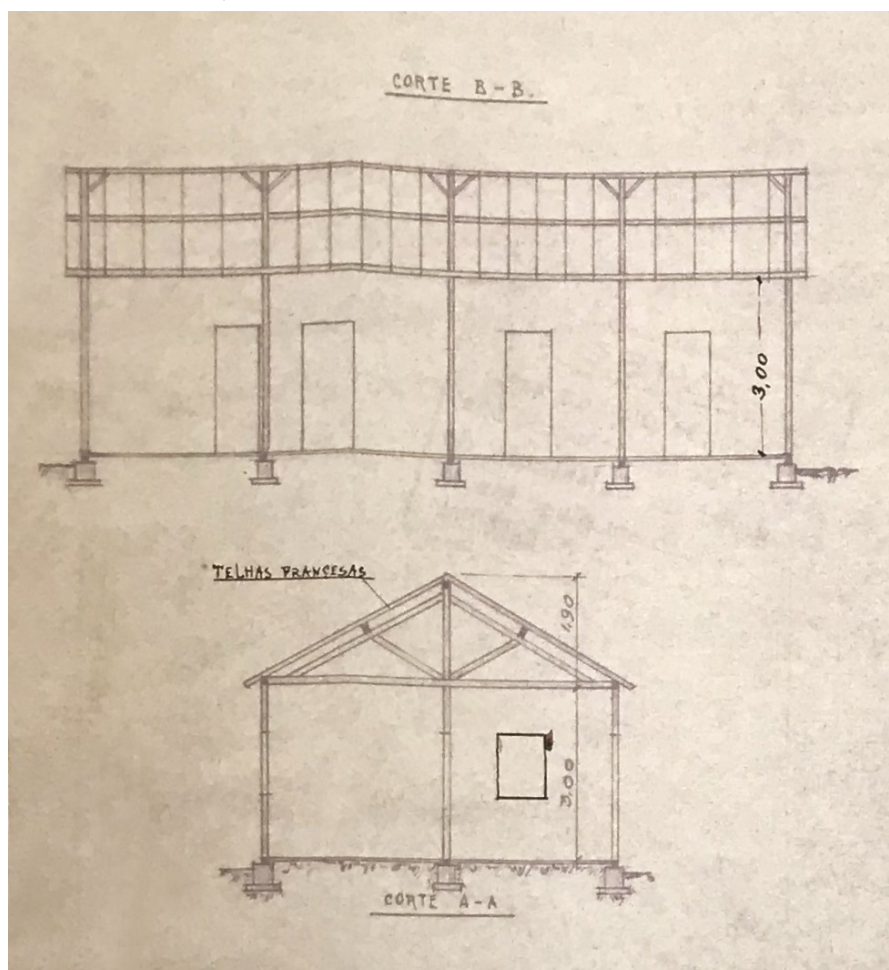 CORTE B-B.
3,00
TELHAS FRANCESAS
1,90
3,00
CORTE A-A